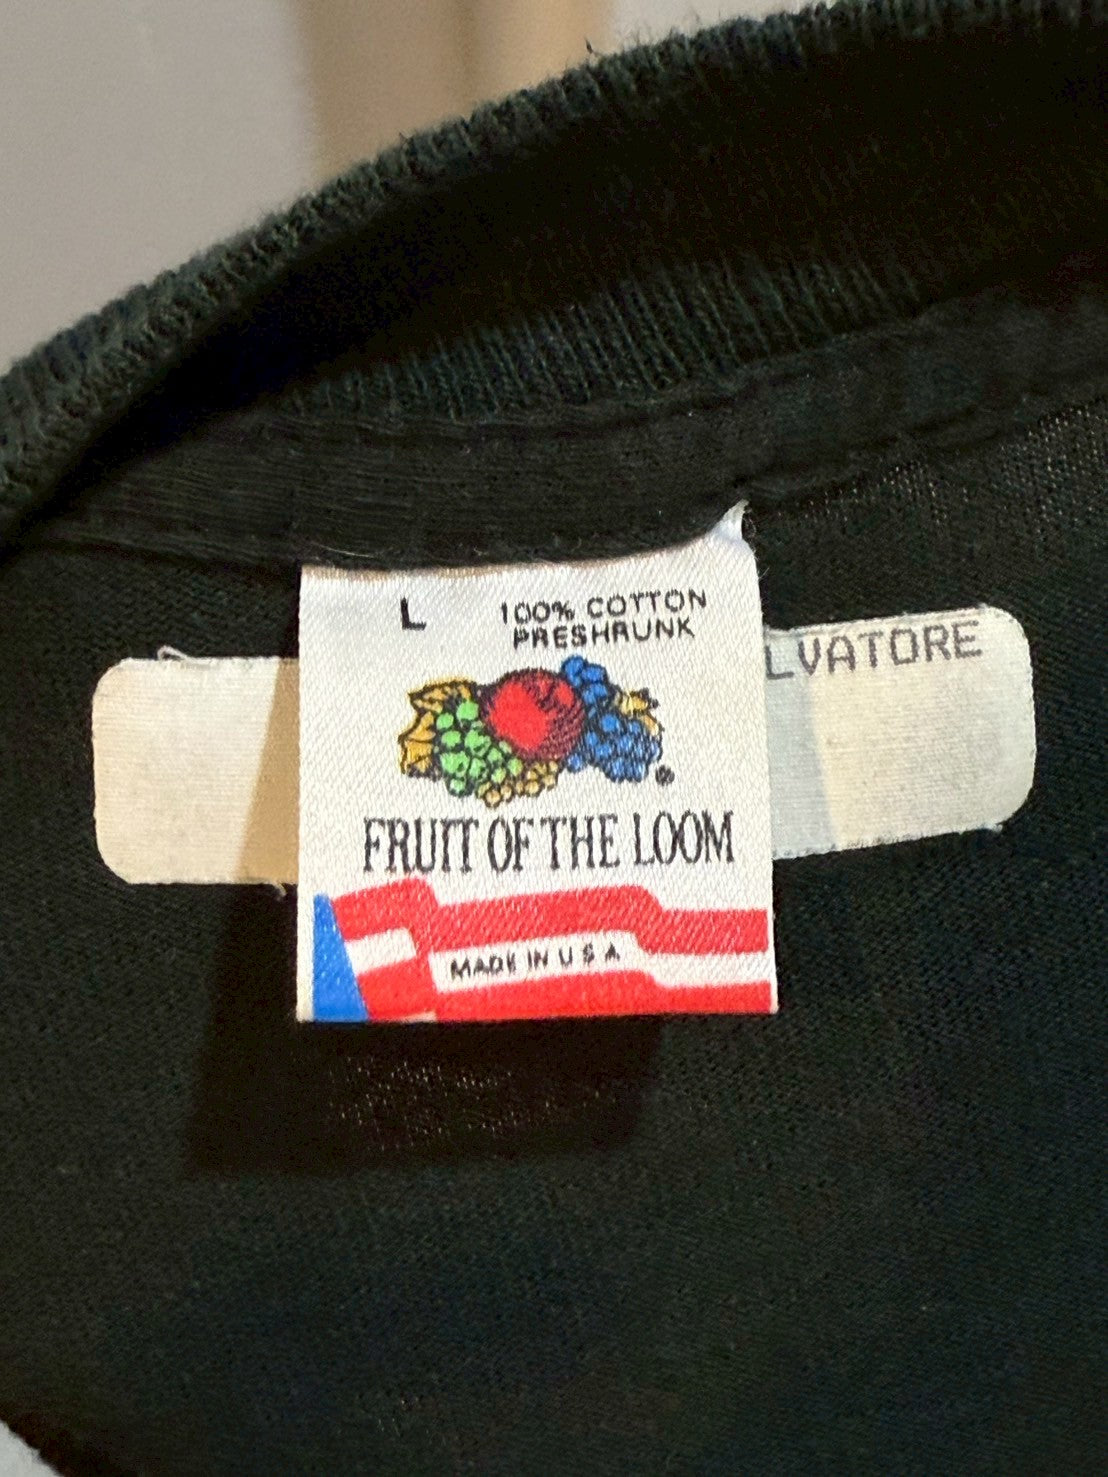 L
100% COTTON
PRESHRUNK
LVATORE
®
FRUIT OF THE LOOM
MADE IN U S A